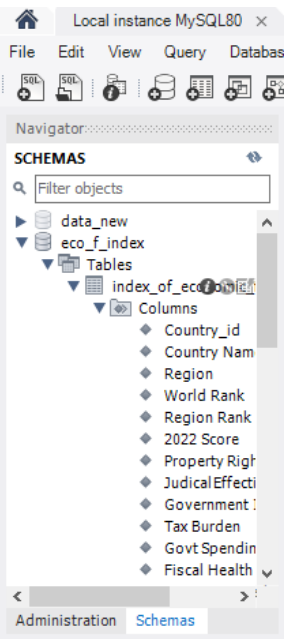 Local instance MySQL80 ×
File Edit View Query Databas
SQL SQL
Navigator
SCHEMAS
Filter objects
data_new
eco_f_index
Tables
index_of_eco
Columns
Country_id
Country Nam
Region
World Rank
Region Rank
2022 Score
Property Righ
Judical Effecti
Government
Tax Burden
Govt Spendin
Fiscal Health
Administration Schemas